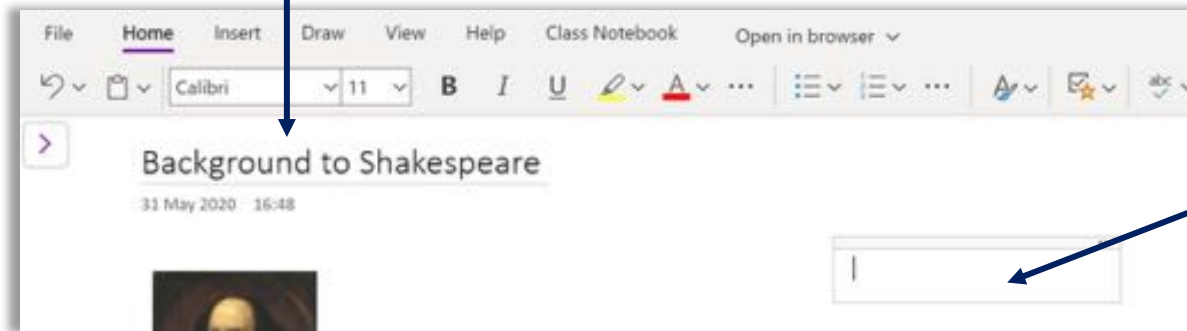 File Home Insert Draw View Help Class Notebook Open in browser
Calibri 11 B I U A ... ... A abc
Background to Shakespeare
31 May 2020 16:48